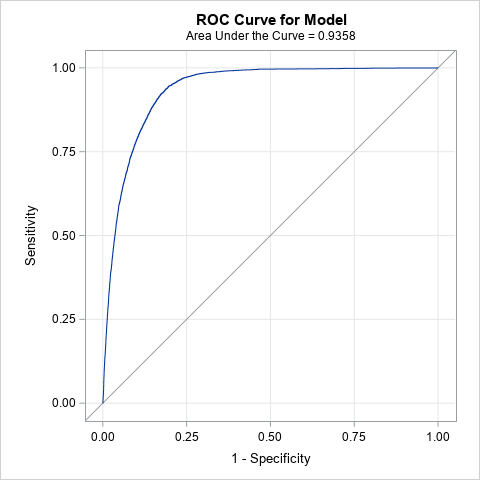 ROC Curve for Model
Area Under the Curve = 0.9358
1.00
0.75
0.50
0.25
0.00
Sensitivity
0.00 0.25 0.50 0.75 1.00
1 - Specificity